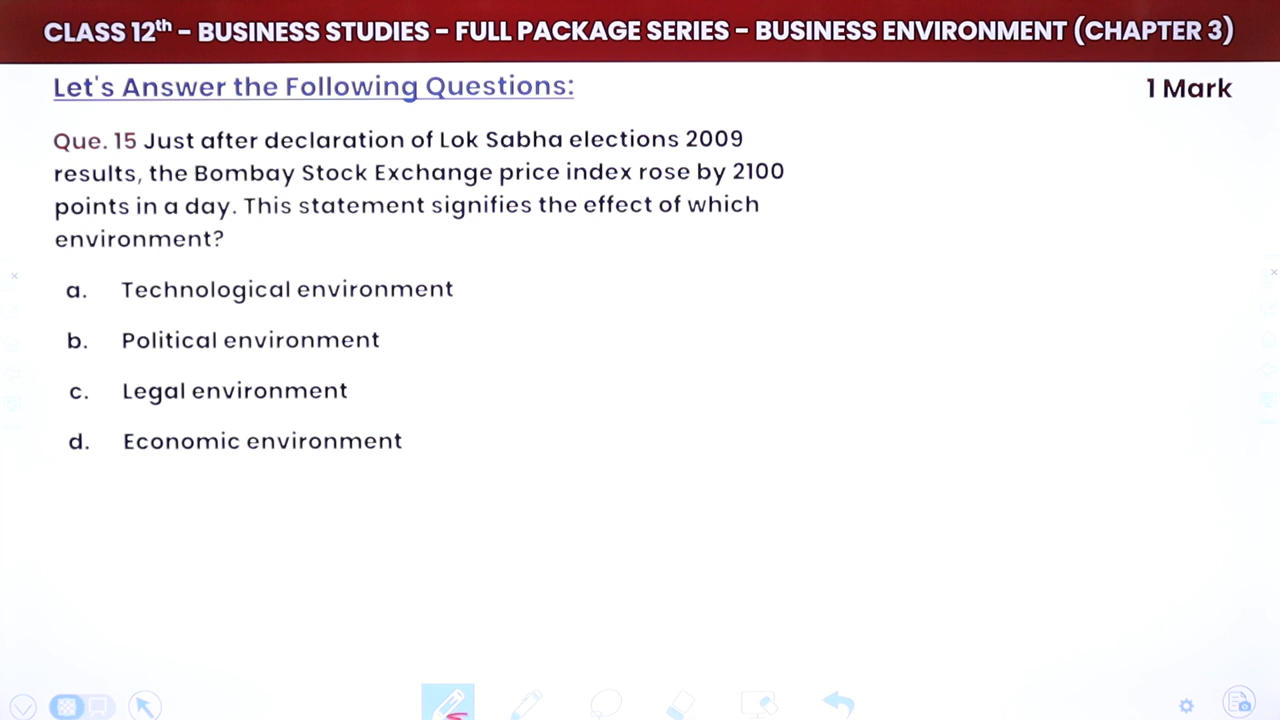 CLASS 12th – BUSINESS STUDIES – FULL PACKAGE SERIES – BUSINESS ENVIRONMENT (CHAPTER 3)
Let's Answer the Following Questions:
1 Mark
Que. 15 Just after declaration of Lok Sabha elections 2009
results, the Bombay Stock Exchange price index rose by 2100
points in a day. This statement signifies the effect of which
environment?
a. Technological environment
b. Political environment
c. Legal environment
d. Economic environment